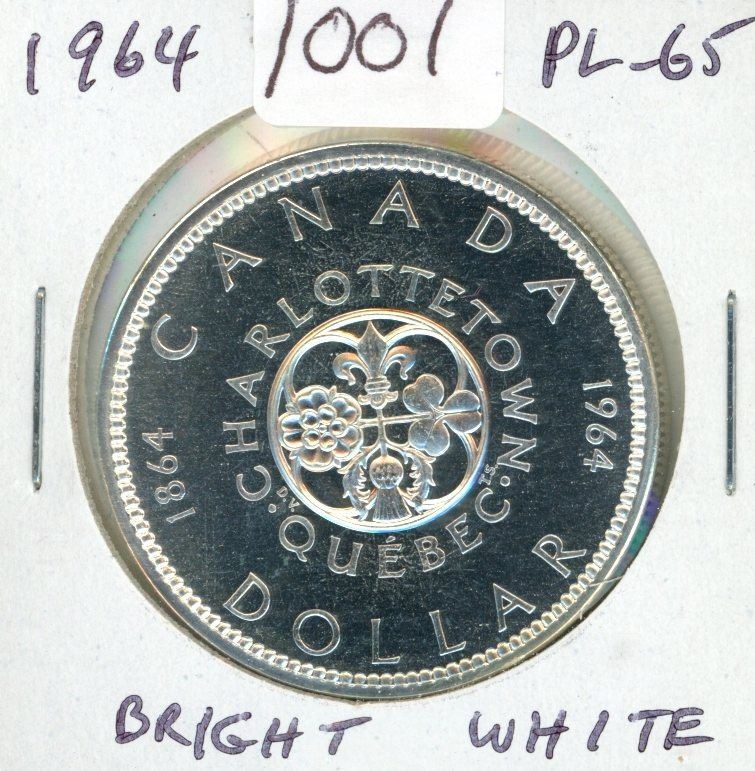 1964 1001 PL-65
CANADA
CHARLOTTETOWN
1864 1964
D.V. T.S.
• QUÉBEC •
DOLLAR
BRIGHT WHITE